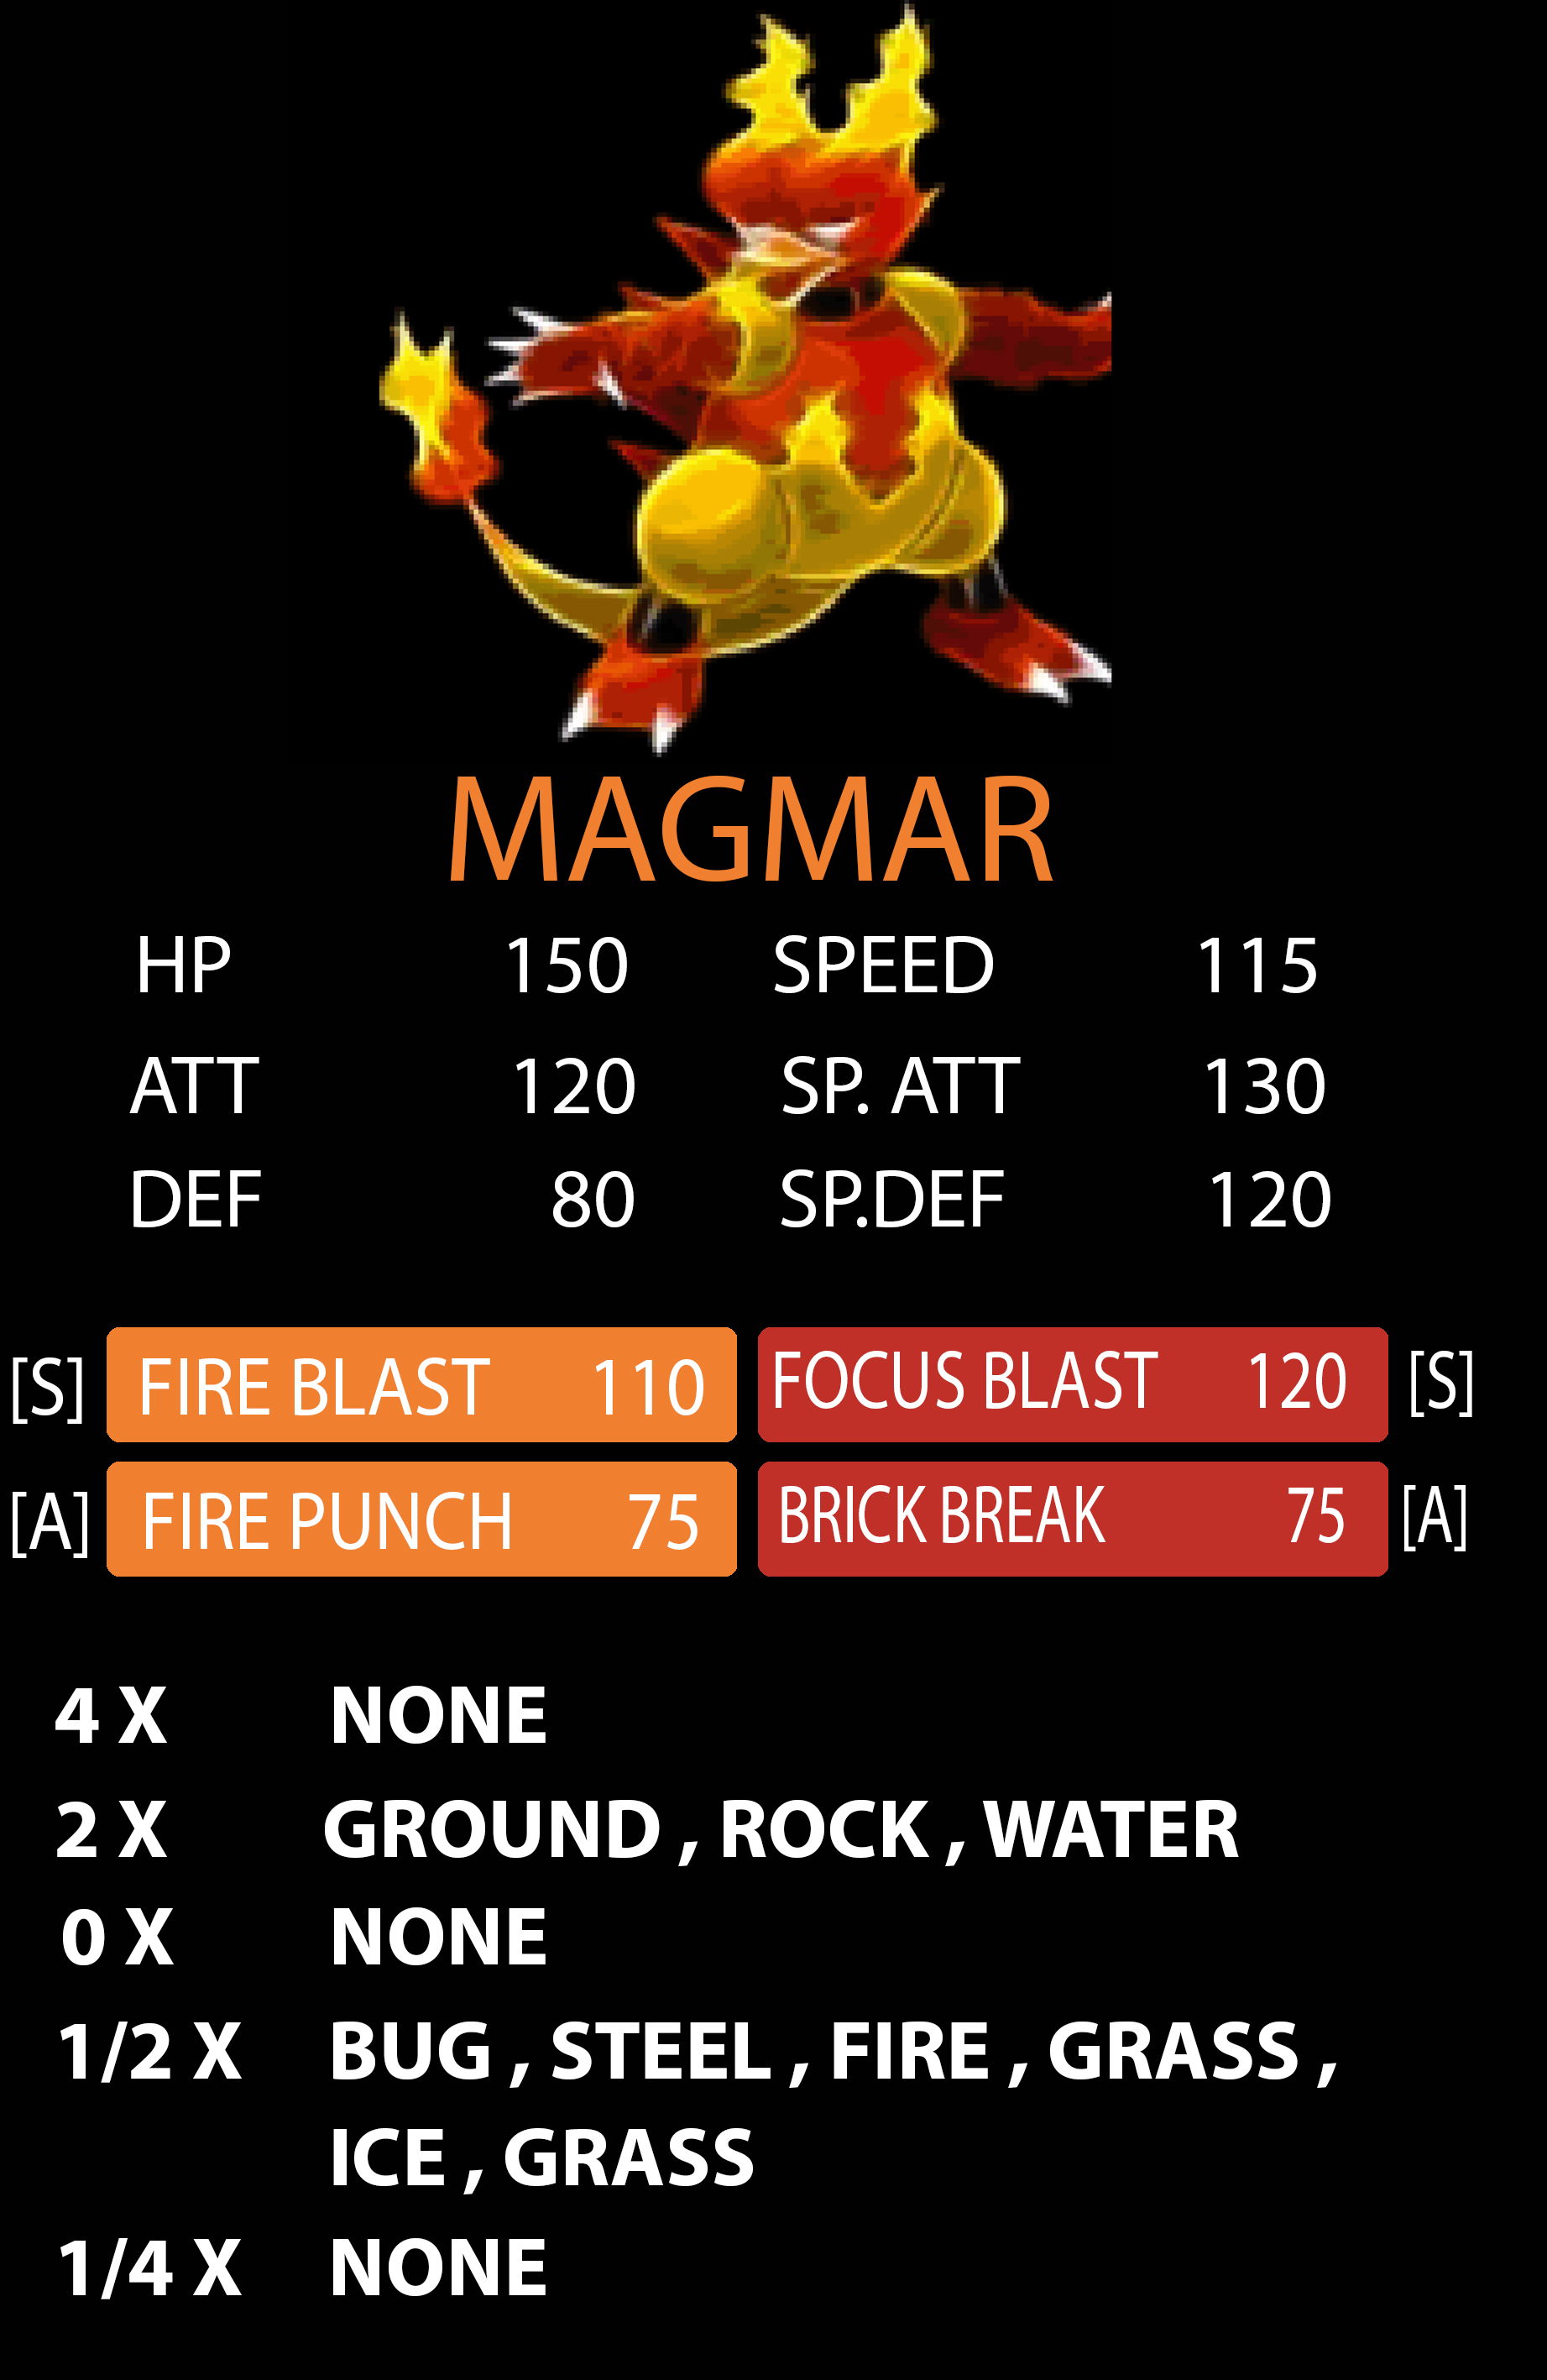 MAGMAR
HP 150 SPEED 115
ATT 120 SP. ATT 130
DEF 80 SP.DEF 120
[S] FIRE BLAST 110 FOCUS BLAST 120 [S]
[A] FIRE PUNCH 75 BRICK BREAK 75 [A]
4 X NONE
2 X GROUND , ROCK , WATER
0 X NONE
1/2 X BUG , STEEL , FIRE , GRASS ,
ICE , GRASS
1/4 X NONE